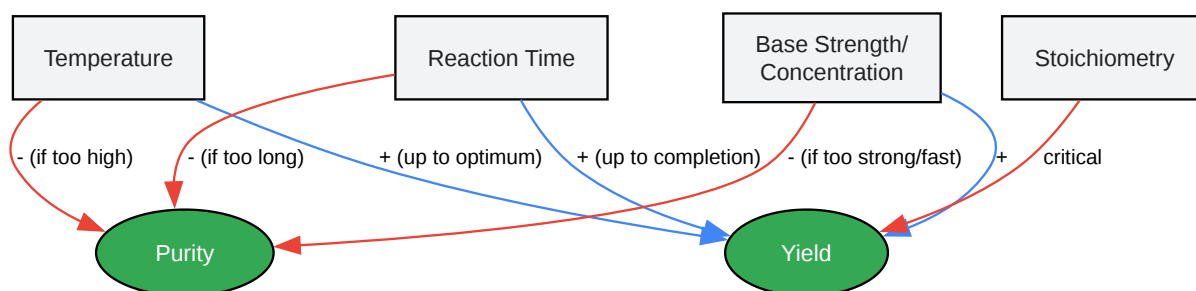 Temperature
Reaction Time
Base Strength/
Concentration
Stoichiometry
- (if too high)
- (if too long)
+ (up to optimum)
+ (up to completion)
- (if too strong/fast)
+
critical
Purity
Yield